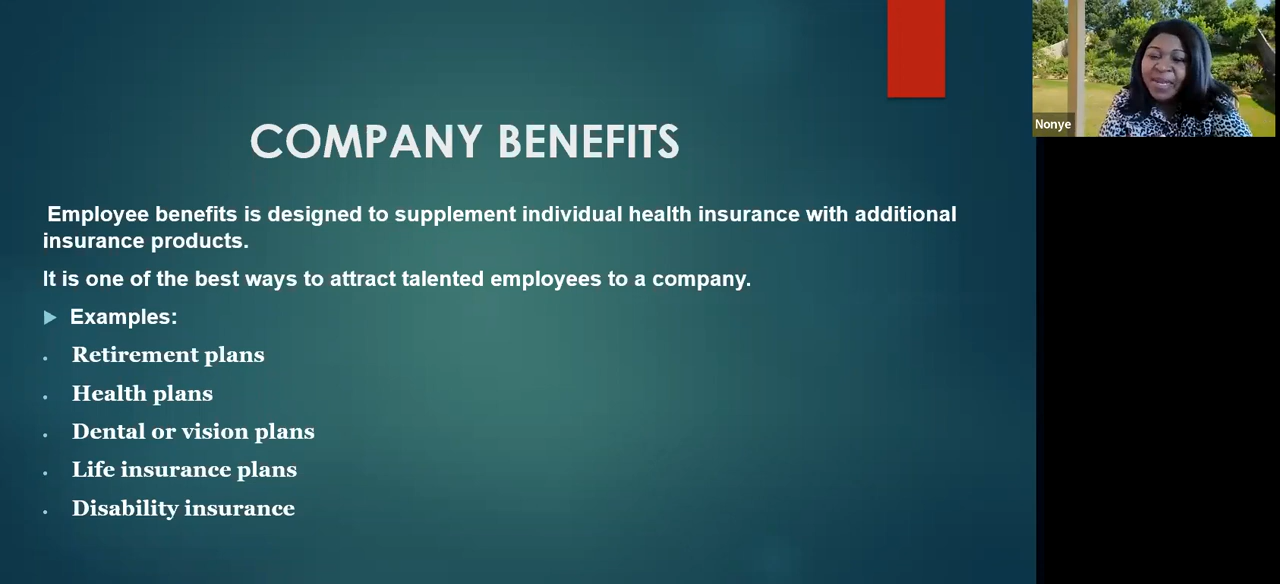 COMPANY BENEFITS
Employee benefits is designed to supplement individual health insurance with additional
insurance products.
It is one of the best ways to attract talented employees to a company.
Examples:
Retirement plans
Health plans
Dental or vision plans
Life insurance plans
Disability insurance
Nonye